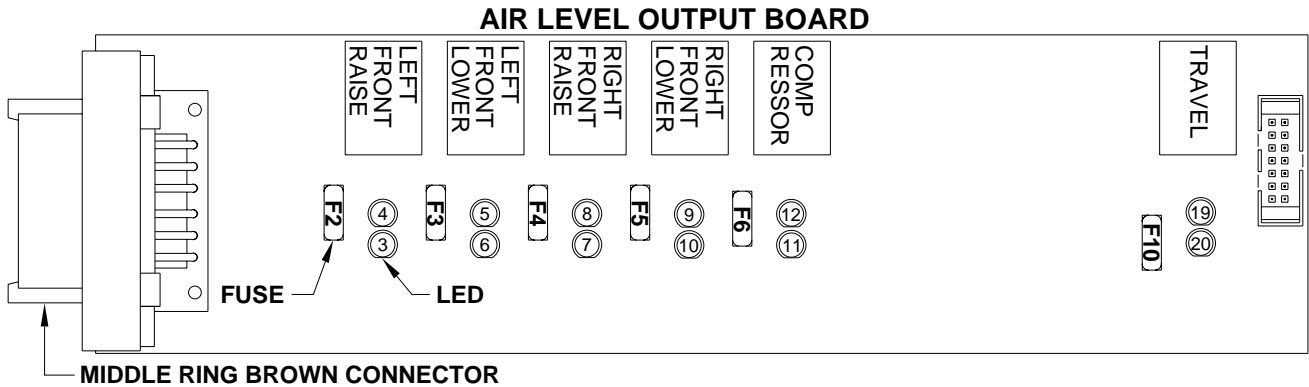 AIR LEVEL OUTPUT BOARD
LEFT
FRONT
RAISE
LEFT
FRONT
LOWER
RIGHT
FRONT
RAISE
RIGHT
FRONT
LOWER
COMP
RESSOR
TRAVEL
F2
4
3
F3
5
6
F4
8
7
F5
9
10
F6
12
11
F10
19
20
FUSE
LED
MIDDLE RING BROWN CONNECTOR